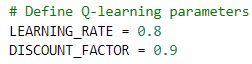 # Define Q-learning parameters
LEARNING_RATE = 0.8
DISCOUNT_FACTOR = 0.9